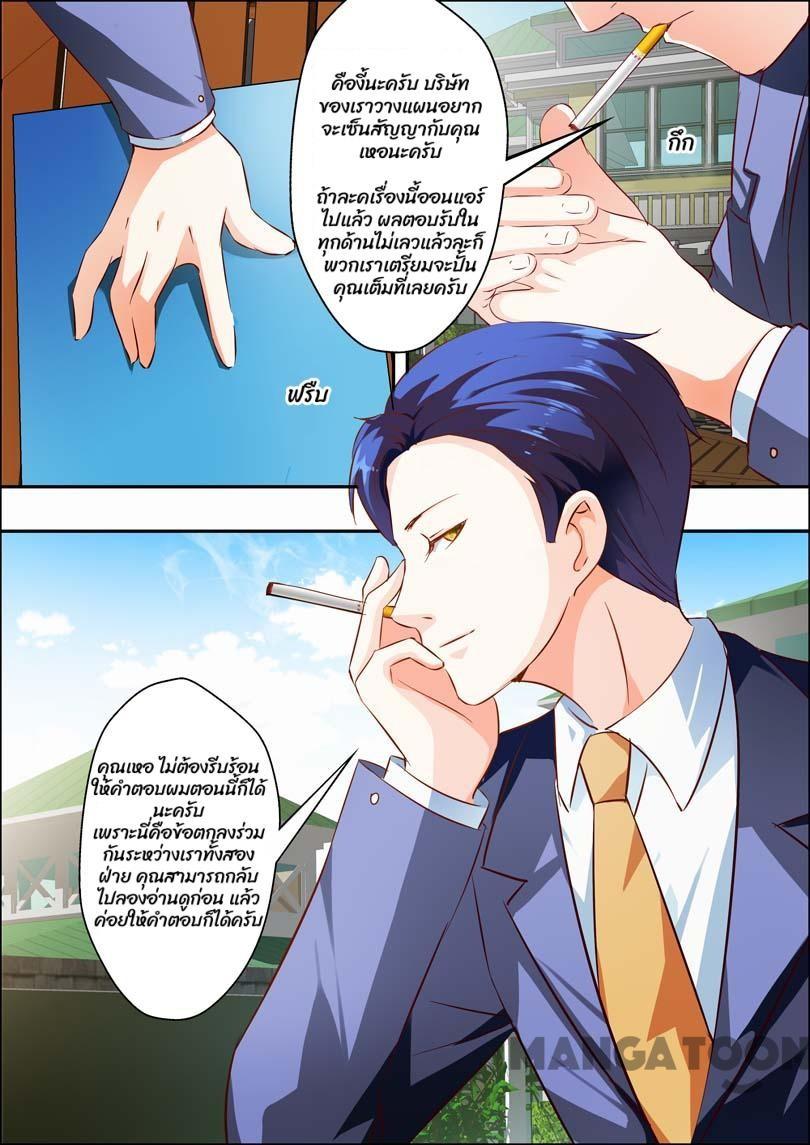 คืองี้นะครับ บริษัท
ของเราวางแผนอยาก
จะเซ็นสัญญากับคุณ
เหอนะครับ
ถ้าละครเรื่องนี้ออนแอร์
ไปแล้ว ผลตอบรับใน
ทุกด้านไม่เลวแล้วละก็
พวกเราเตรียมจะปั้น
คุณเต็มที่เลยครับ
กึก
ฟรึบ
คุณเหอ ไม่ต้องรีบร้อน
ให้คำตอบผมตอนนี้ก็ได้
นะครับ
เพราะนี่คือข้อตกลงร่วม
กันระหว่างเราทั้งสอง
ฝ่าย คุณสามารถกลับ
ไปลองอ่านดูก่อน แล้ว
ค่อยให้คำตอบก็ได้ครับ
MANGATOON